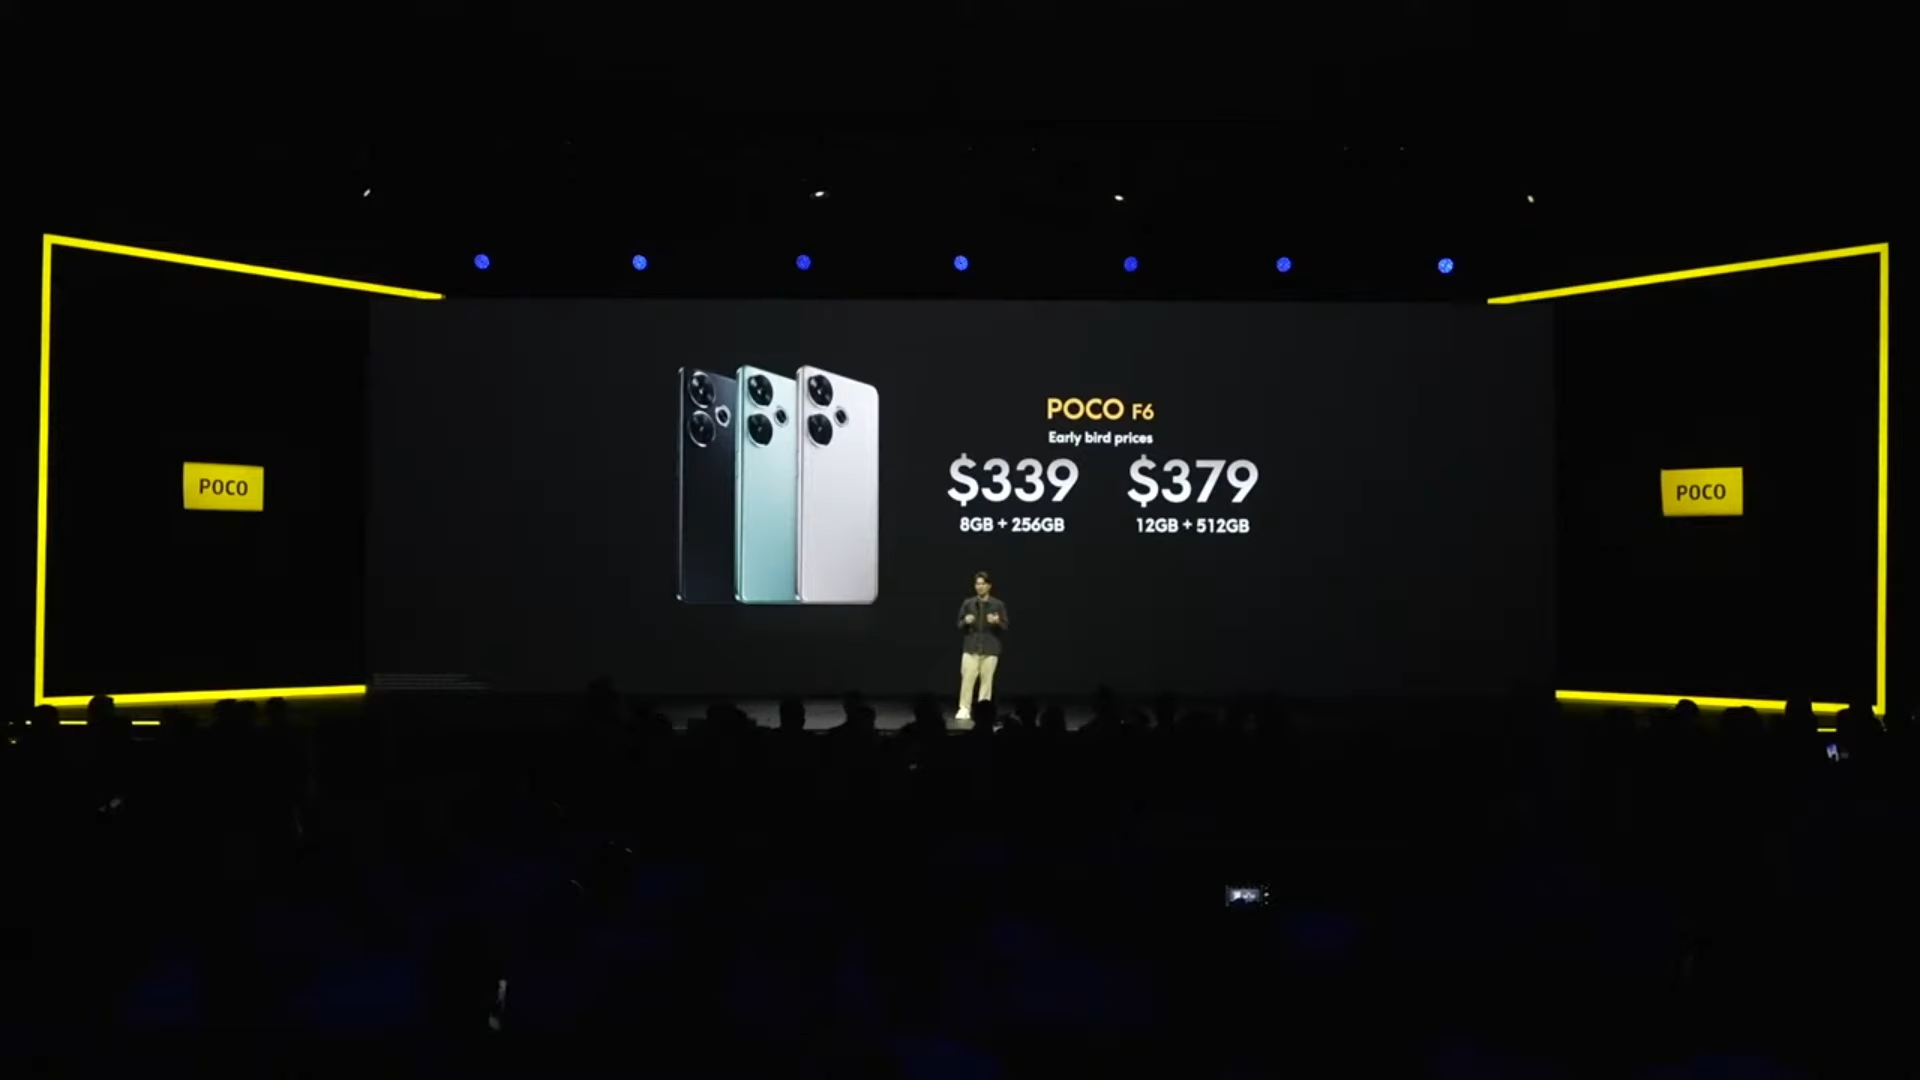 POCO F6
Early bird prices
$339 $379
8GB + 256GB 12GB + 512GB
POCO
POCO